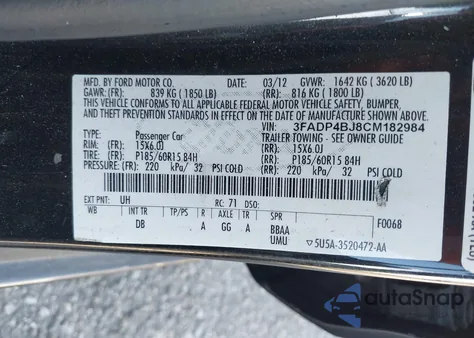 MFD. BY FORD MOTOR CO. DATE: 03/12 GVWR: 1642 KG ( 3620 LB)
GAWR: (FR): 839 KG ( 1850 LB) (RR): 816 KG ( 1800 LB)
THIS VEHICLE CONFORMS TO ALL APPLICABLE FEDERAL MOTOR VEHICLE SAFETY, BUMPER,
AND THEFT PREVENTION STANDARDS IN EFFECT ON THE DATE OF MANUFACTURE SHOWN ABOVE.
VIN: 3FADP4BJ8CM182984
TYPE: Passenger Car TRAILER TOWING - SEE OWNER GUIDE
RIM: (FR): 15X6.0J (RR): 15X6.0J
TIRE: (FR): P185/60R15 84H (RR): P185/60R15 84H
PRESSURE: (FR): 220 kPa/ 32 PSI COLD (RR): 220 kPa/ 32 PSI COLD
EXT PNT: UH RC: 71 DSO: F0068
WB INT TR TP/PS R AXLE TR SPR
DB A GG A BBAA
UMU 5U5A-3520472-AA
autoSnap